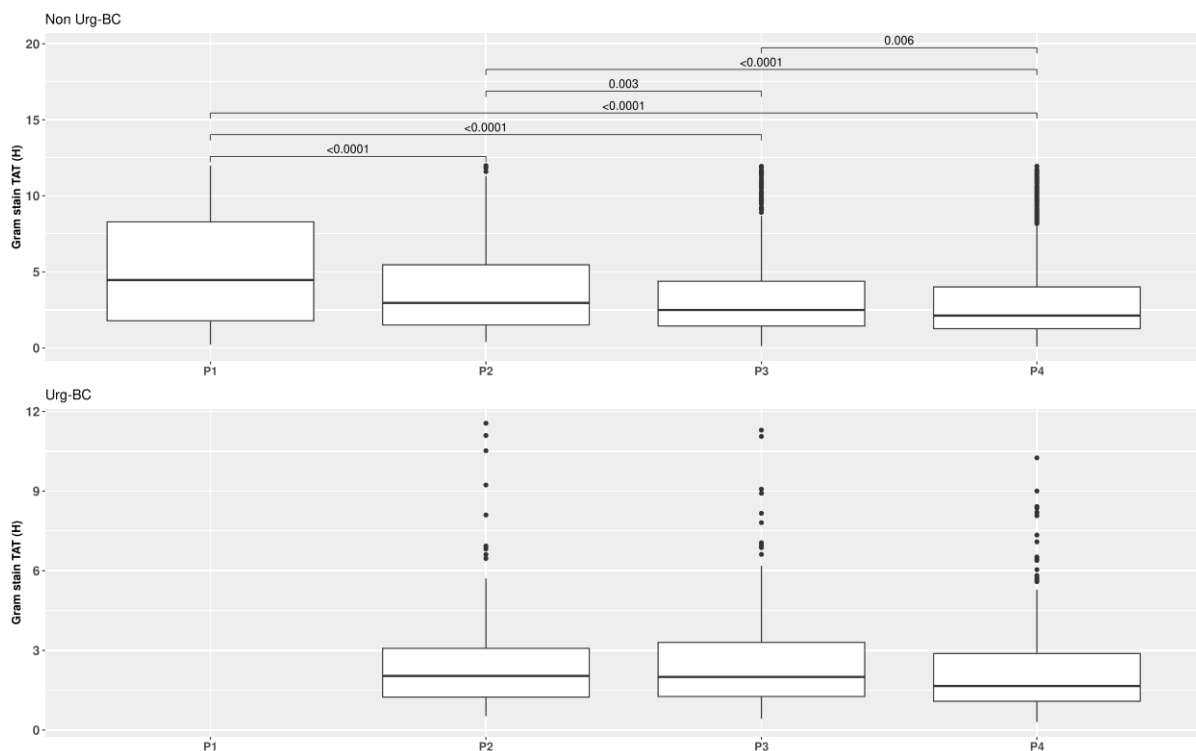 Non Urg-BC
20
0.006
<0.0001
0.003
15
<0.0001
<0.0001
<0.0001
10
5
0
Gram stain TAT (H)
P1 P2 P3 P4
Urg-BC
12
9
6
3
0
Gram stain TAT (H)
P1 P2 P3 P4